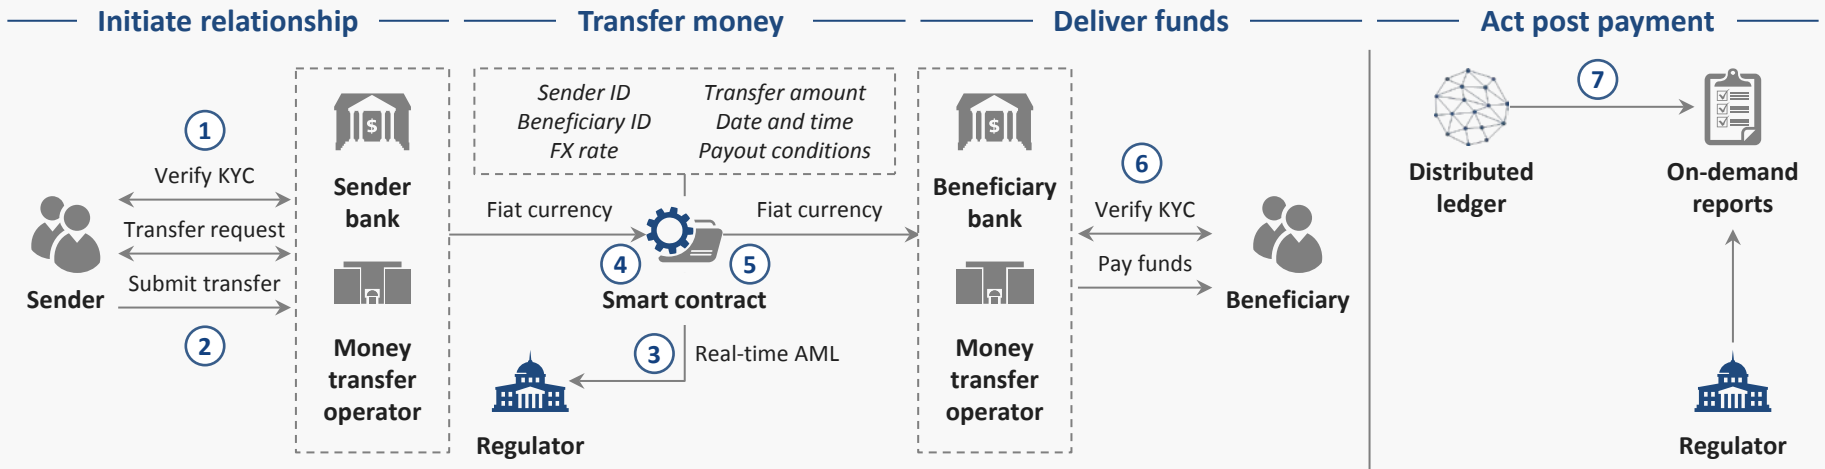 Initiate relationship
Transfer money
Deliver funds
Act post payment
1
Verify KYC
Transfer request
Submit transfer
2
Sender
$
Sender
bank
Money
transfer
operator
Sender ID
Beneficiary ID
FX rate
Transfer amount
Date and time
Payout conditions
Fiat currency
Fiat currency
4
5
Smart contract
3
Real-time AML
Regulator
$
Beneficiary
bank
Money
transfer
operator
6
Verify KYC
Pay funds
Beneficiary
7
Distributed
ledger
On-demand
reports
Regulator